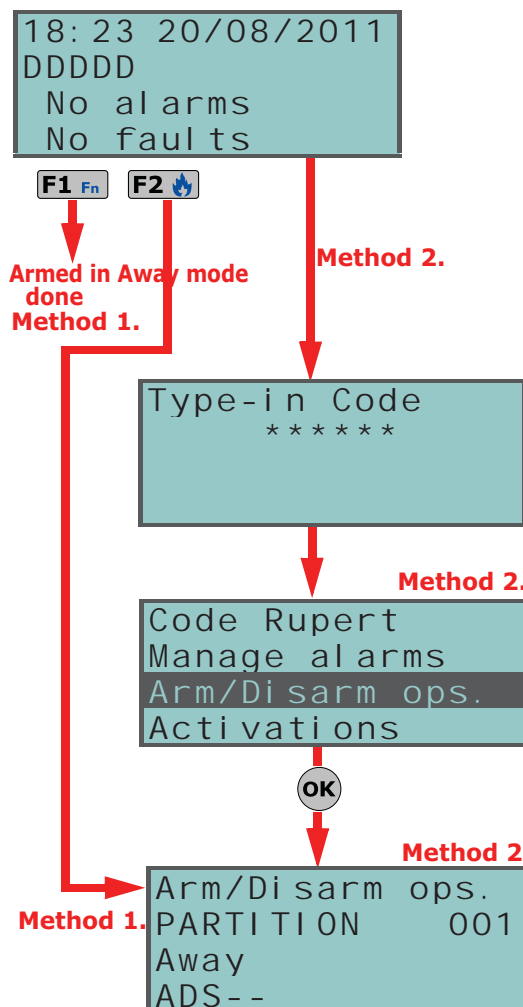 18:23 20/08/2011
DDDDD
No alarms
No faults
F1 Fn F2
Armed in Away mode
done
Method 1.
Method 2.
Type-in Code
******
Method 2.
Code Rupert
Manage alarms
Arm/Disarm ops.
Activations
OK
Method 2
Arm/Disarm ops.
Method 1.
PARTITION 001
Away
ADS--